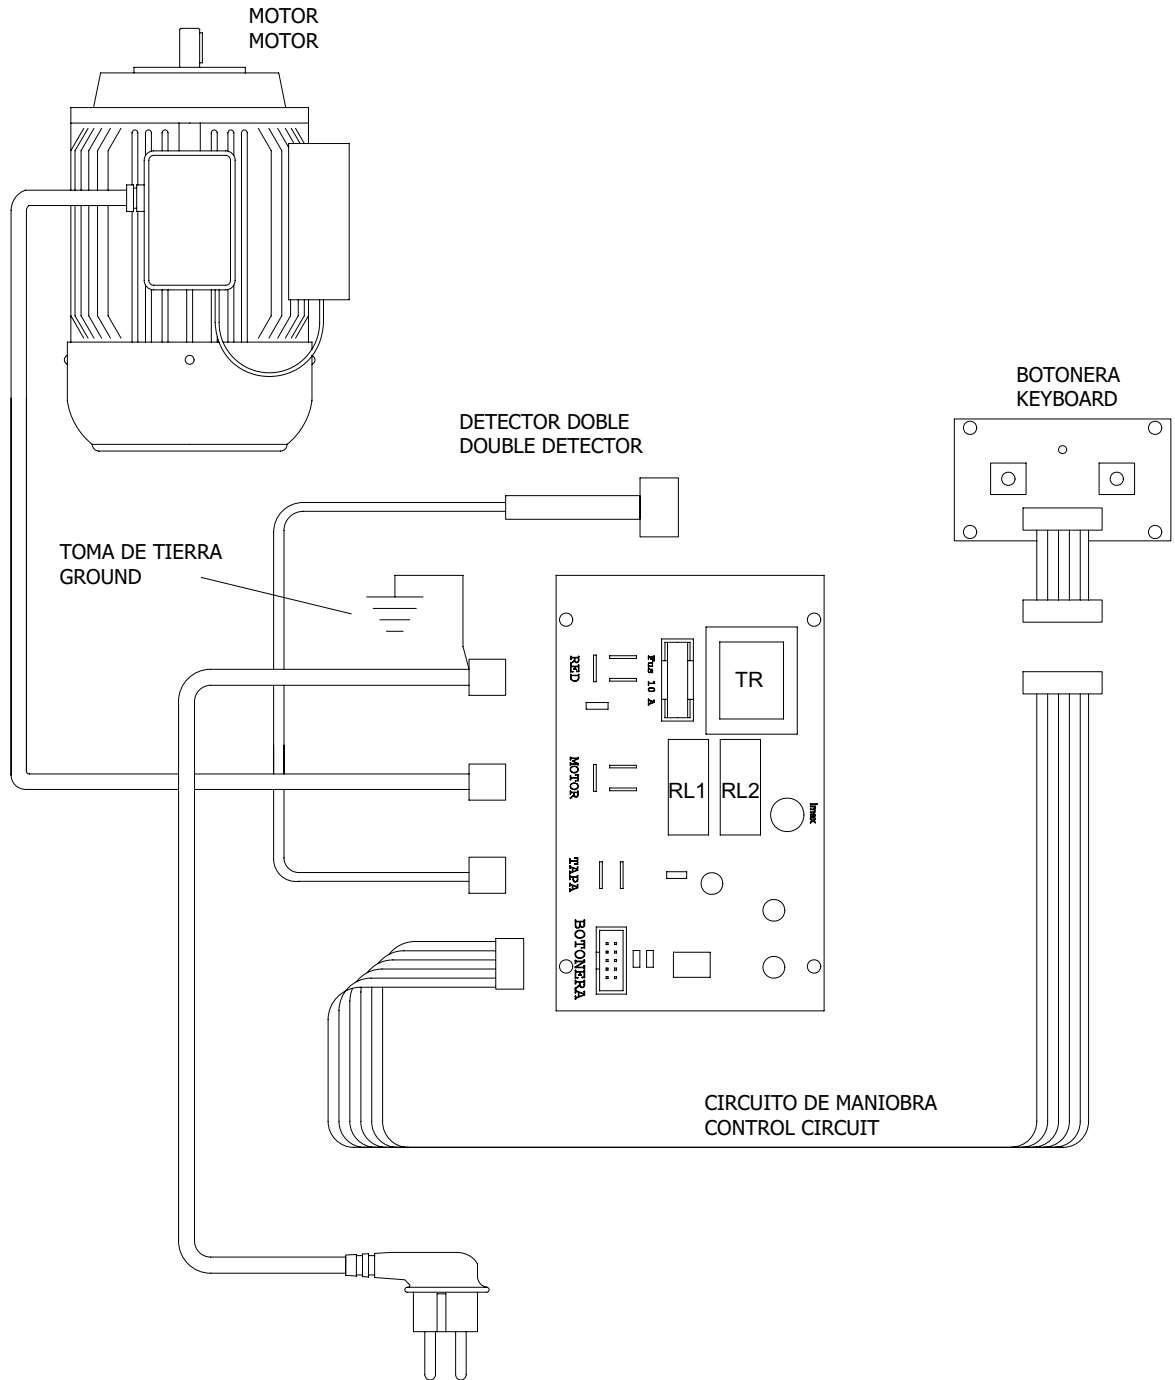 MOTOR
MOTOR
BOTONERA
KEYBOARD
DETECTOR DOBLE
DOUBLE DETECTOR
TOMA DE TIERRA
GROUND
RED
Fus 10 A
TR
MOTOR
RL1
RL2
Imax
TAPA
BOTONERA
CIRCUITO DE MANIOBRA
CONTROL CIRCUIT